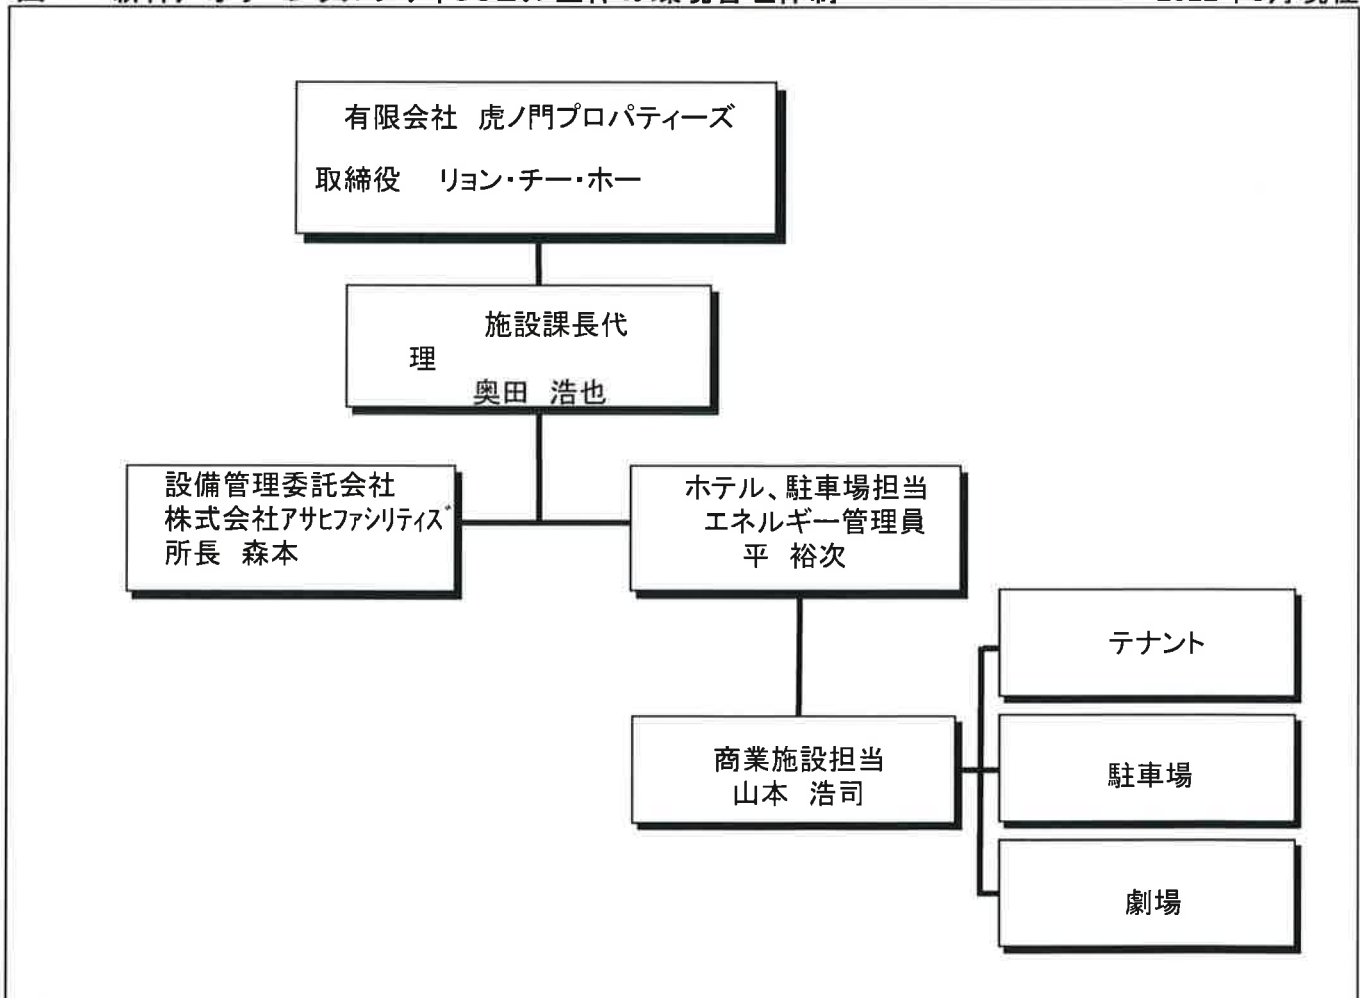 有限会社 虎ノ門プロパティーズ
取締役 リョン・チー・ホー
施設課長代
理
奥田 浩也
設備管理委託会社
株式会社アサヒファシリティズ
所長 森本
ホテル、駐車場担当
エネルギー管理員
平 裕次
商業施設担当
山本 浩司
テナント
駐車場
劇場